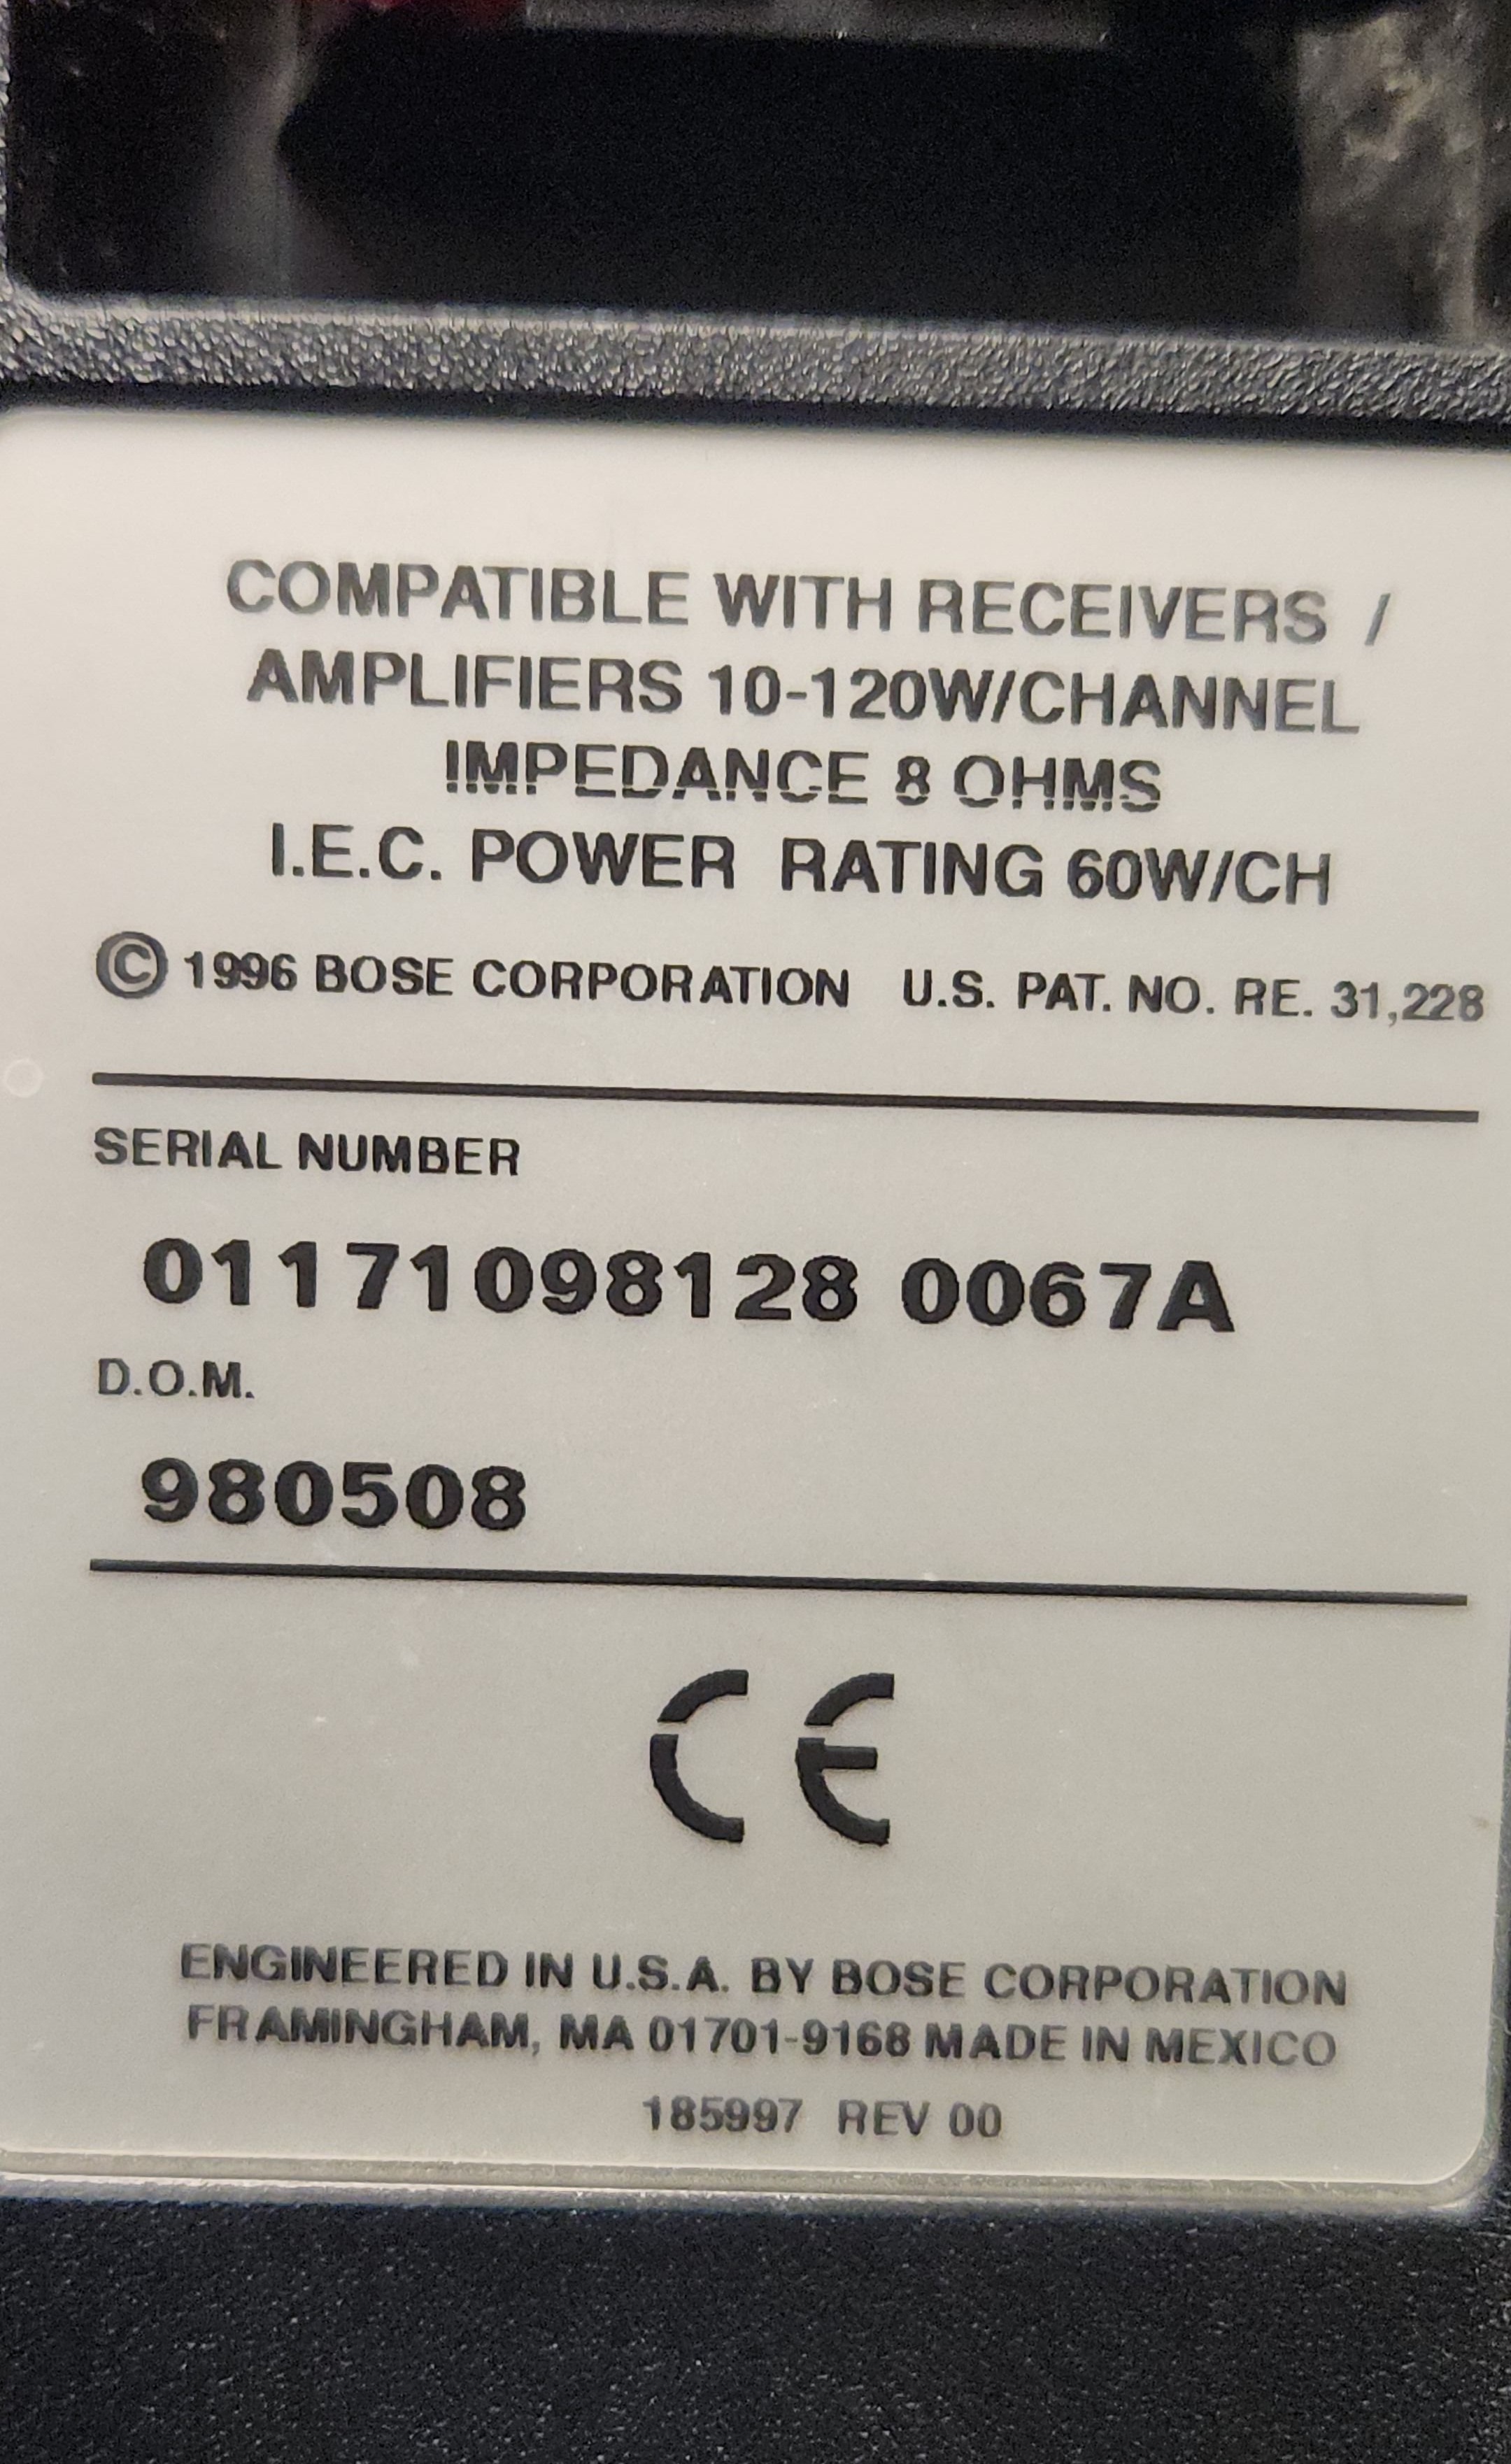 COMPATIBLE WITH RECEIVERS /
AMPLIFIERS 10-120W/CHANNEL
IMPEDANCE 8 OHMS
I.E.C. POWER RATING 60W/CH
© 1996 BOSE CORPORATION U.S. PAT. NO. RE. 31,228
SERIAL NUMBER
01171098128 0067A
D.O.M.
980508
CE
ENGINEERED IN U.S.A. BY BOSE CORPORATION
FRAMINGHAM, MA 01701-9168 MADE IN MEXICO
185997 REV 00